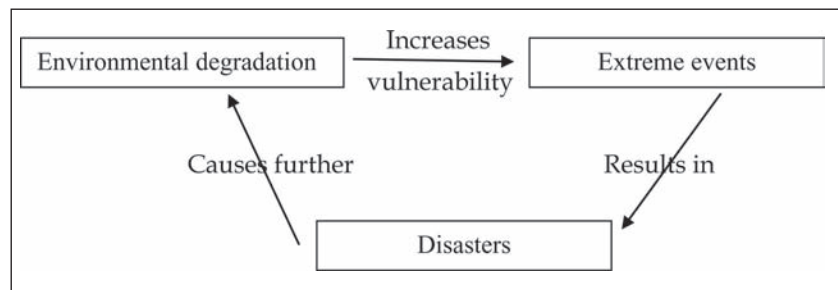 Environmental degradation
Increases
vulnerability
Extreme events
Causes further
Results in
Disasters